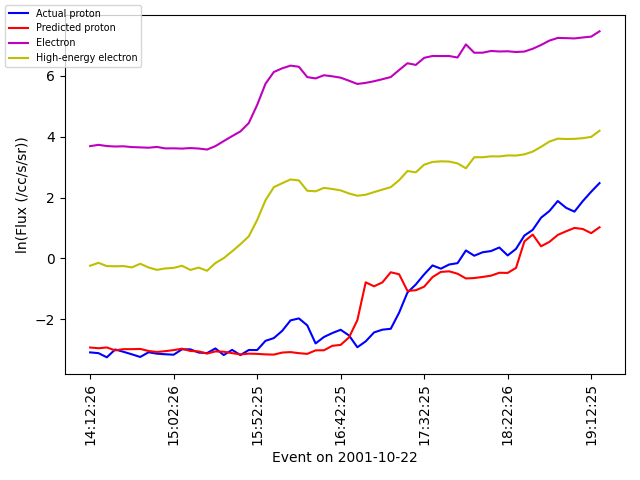 Actual proton
Predicted proton
Electron
High-energy electron
ln(Flux (/cc/s/sr))
6
4
2
0
−2
14:12:26
15:02:26
15:52:25
16:42:25
17:32:25
18:22:26
19:12:25
Event on 2001-10-22